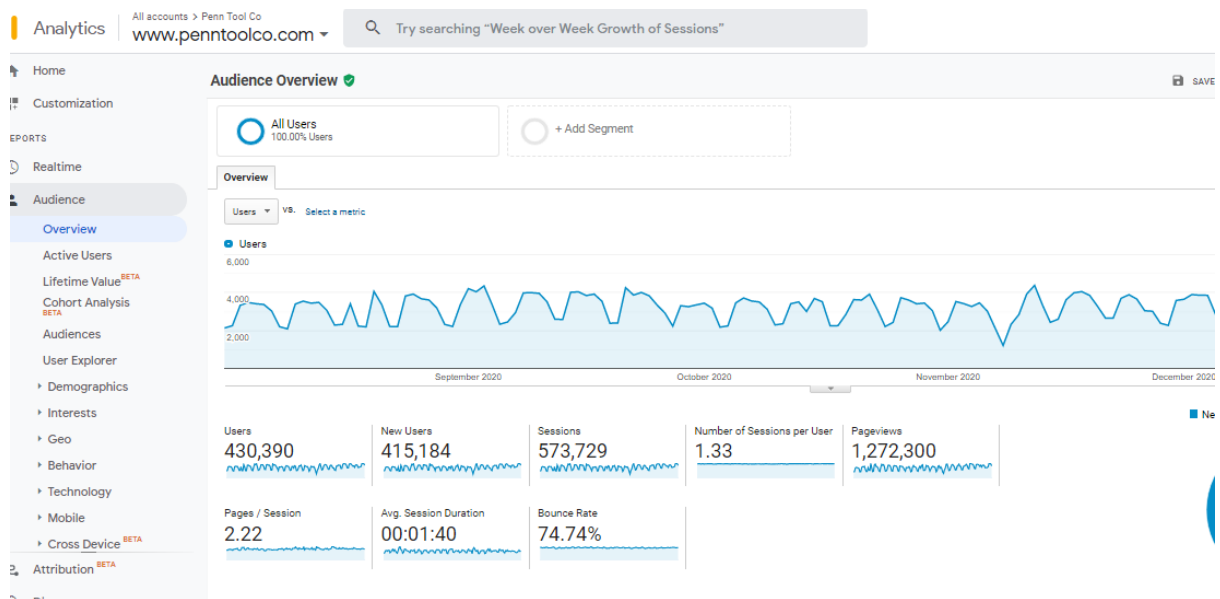 All accounts > Penn Tool Co
Analytics
www.penntoolco.com
Try searching “Week over Week Growth of Sessions”
Home
Customization
EPORTS
Realtime
Audience
Overview
Active Users
Lifetime Value BETA
Cohort Analysis
BETA
Audiences
User Explorer
Demographics
Interests
Geo
Behavior
Technology
Mobile
Cross Device BETA
Attribution BETA
Audience Overview
SAVE
All Users
100.00% Users
+ Add Segment
Overview
Users VS. Select a metric
Users
6,000
4,000
2,000
September 2020 October 2020 November 2020 December 2020
Ne
Users New Users Sessions Number of Sessions per User Pageviews
430,390 415,184 573,729 1.33 1,272,300
Pages / Session Avg. Session Duration Bounce Rate
2.22 00:01:40 74.74%